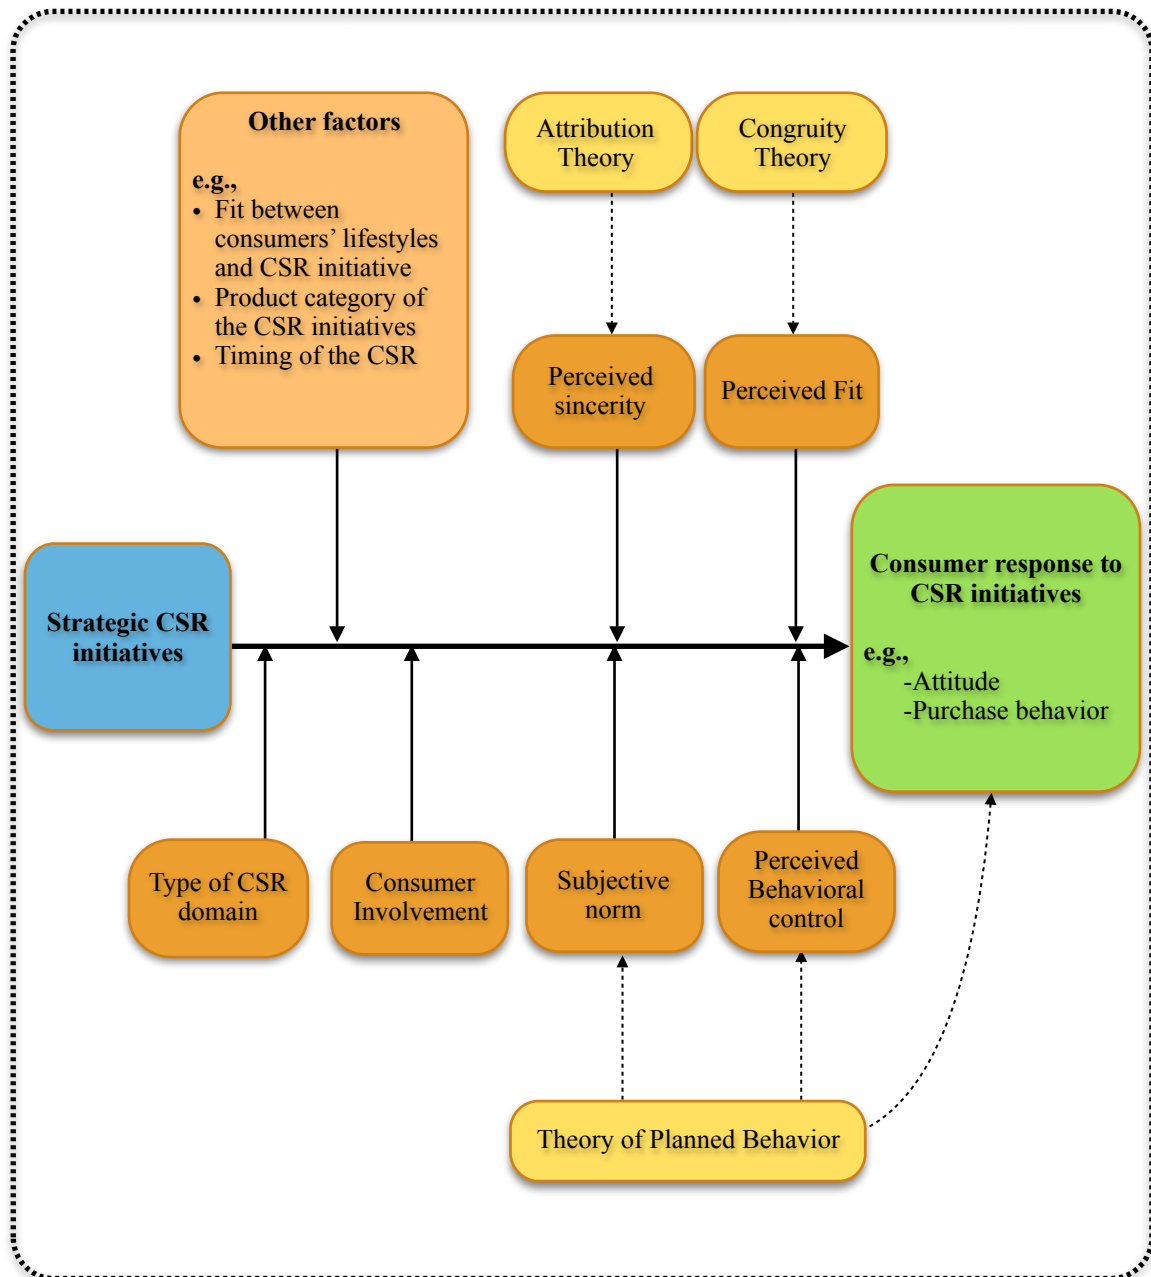 Other factors
e.g.,
• Fit between
consumers’ lifestyles
and CSR initiative
• Product category of
the CSR initiatives
• Timing of the CSR
Attribution
Theory
Congruity
Theory
Perceived
sincerity
Perceived Fit
Strategic CSR
initiatives
Consumer response to
CSR initiatives
e.g.,
-Attitude
-Purchase behavior
Type of CSR
domain
Consumer
Involvement
Subjective
norm
Perceived
Behavioral
control
Theory of Planned Behavior